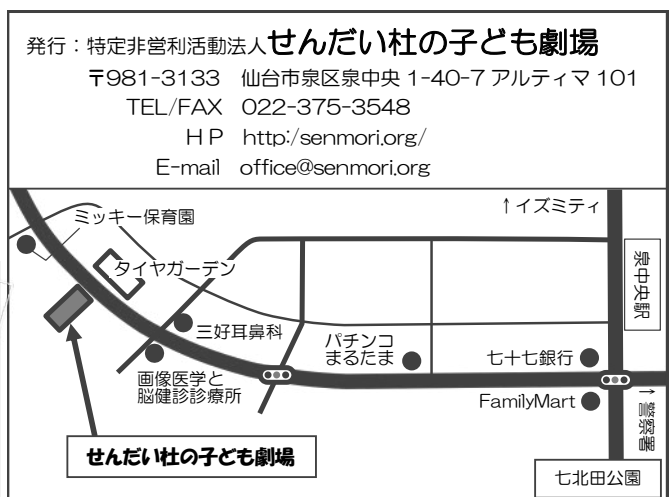 発行：特定非営利活動法人せんだい杜の子ども劇場
〒981-3133 仙台市泉区泉中央 1-40-7 アルティマ 101
TEL/FAX 022-375-3548
HP http:/senmori.org/
E-mail office@senmori.org
ミッキー保育園
↑イズミティ
タイヤガーデン
泉中央駅
三好耳鼻科
パチンコ
まるたま
七十七銀行
画像医学と
脳健診診療所
FamilyMart
↑警察署
せんだい杜の子ども劇場
七北田公園